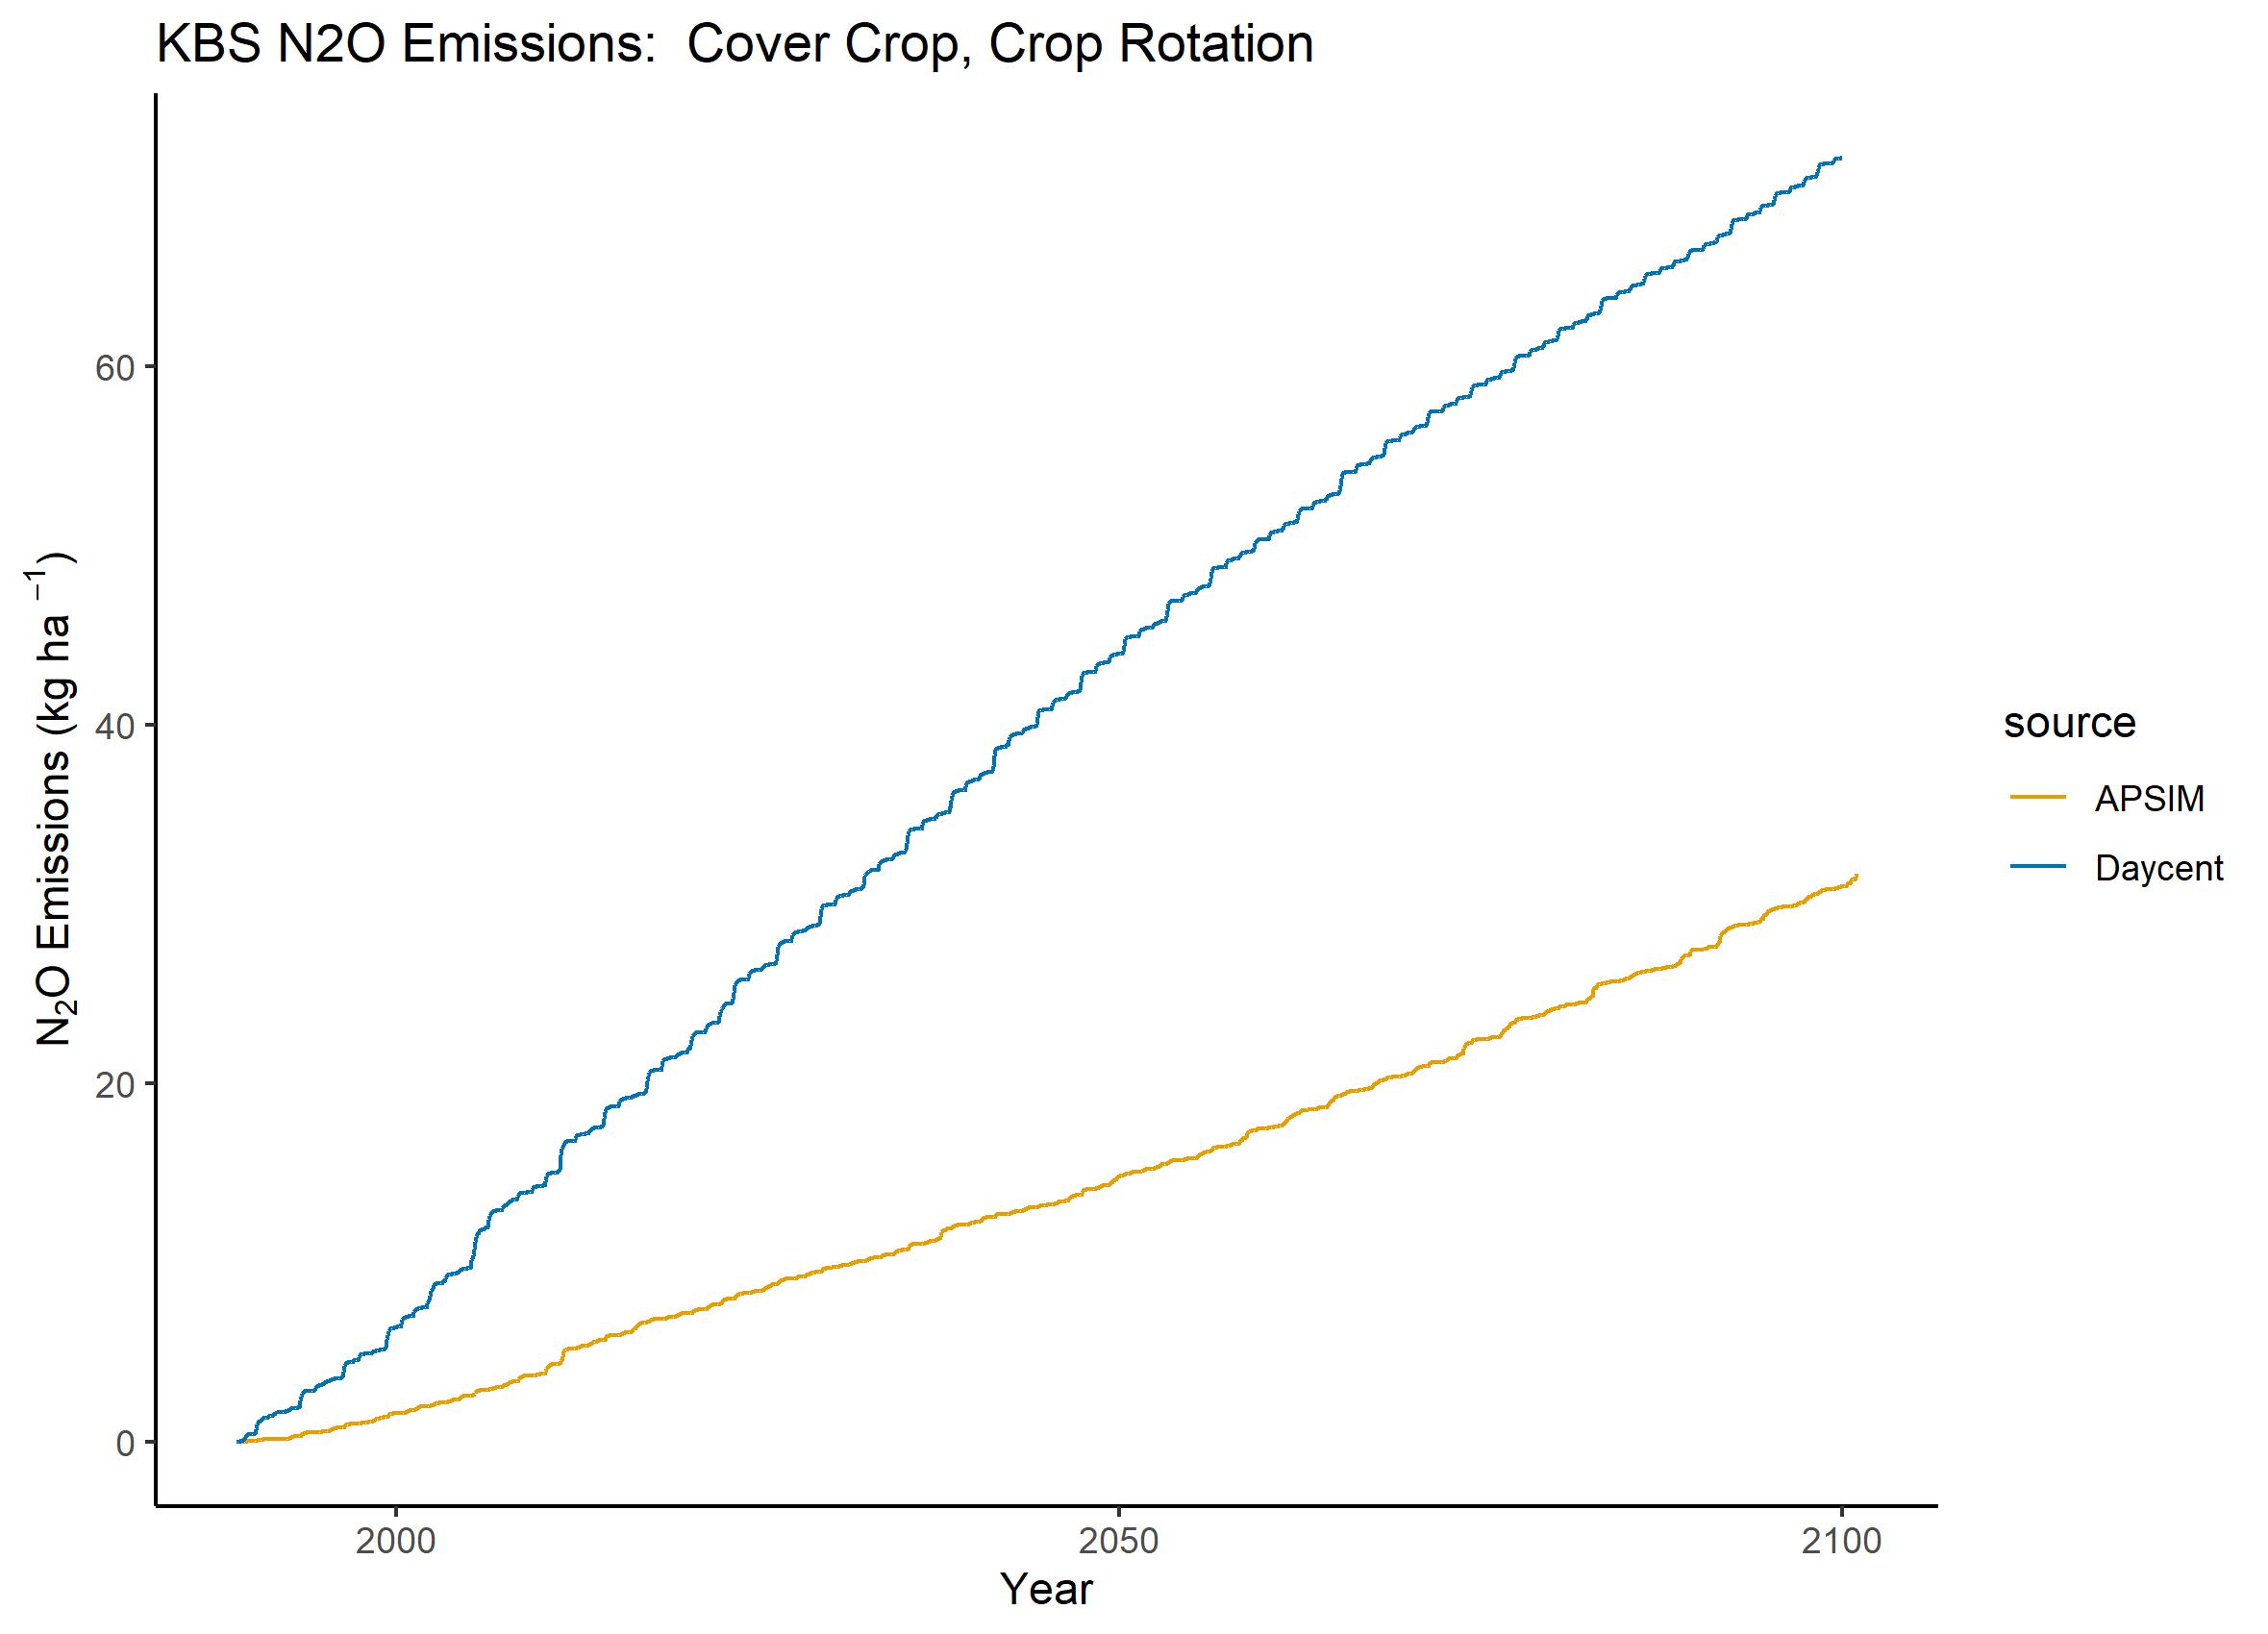 KBS N2O Emissions:  Cover Crop, Crop Rotation
N₂O Emissions (kg ha ⁻¹)
60
40
20
0
2000 2050 2100
Year
source
APSIM
Daycent